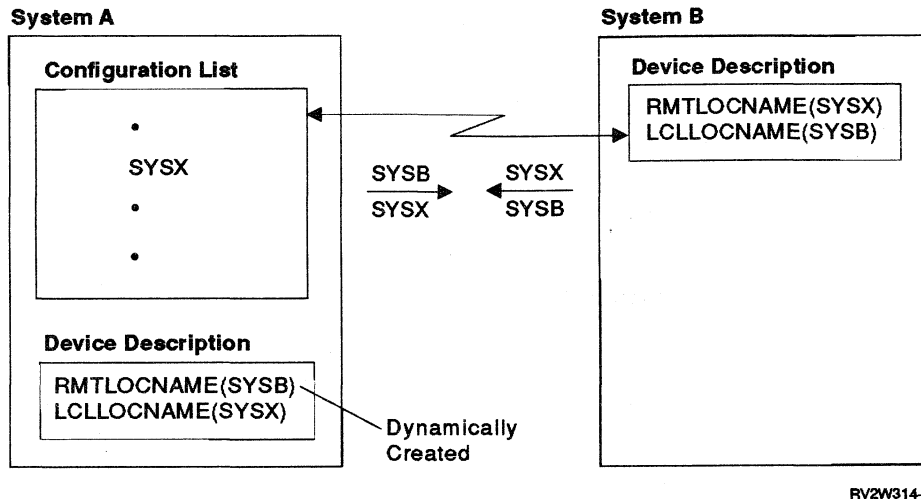 System A
Configuration List
SYSX
Device Description
RMTLOCNAME(SYSB)
LCLLOCNAME(SYSX)
Dynamically
Created
SYSB
SYSX
SYSX
SYSB
System B
Device Description
RMTLOCNAME(SYSX)
LCLLOCNAME(SYSB)
RV2W314-